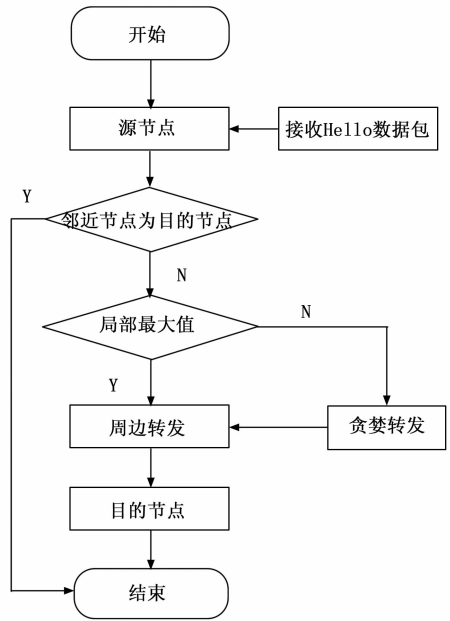 开始
源节点
接收Hello数据包
Y
邻近节点为目的节点
N
局部最大值
N
Y
周边转发
贪婪转发
目的节点
结束